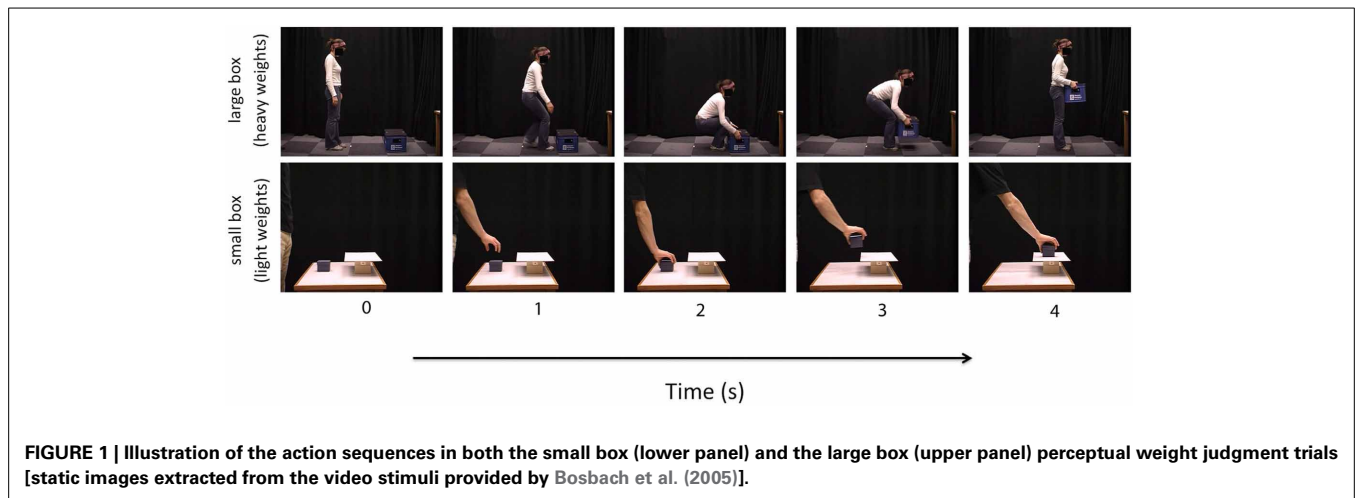 large box
(heavy weights)
small box
(light weights)
0 1 2 3 4
Time (s)
FIGURE 1 | Illustration of the action sequences in both the small box (lower panel) and the large box (upper panel) perceptual weight judgment trials
[static images extracted from the video stimuli provided by Bosbach et al. (2005)].